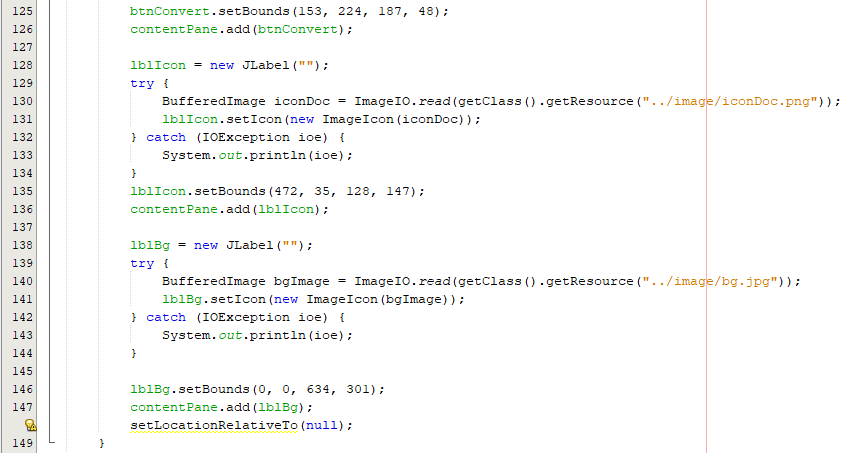 125 btnConvert.setBounds(153, 224, 187, 48);
126 contentPane.add(btnConvert);
127
128 lblIcon = new JLabel("");
129 try {
130 BufferedImage iconDoc = ImageIO.read(getClass().getResource("../image/iconDoc.png"));
131 lblIcon.setIcon(new ImageIcon(iconDoc));
132 } catch (IOException ioe) {
133 System.out.println(ioe);
134 }
135 lblIcon.setBounds(472, 35, 128, 147);
136 contentPane.add(lblIcon);
137
138 lblBg = new JLabel("");
139 try {
140 BufferedImage bgImage = ImageIO.read(getClass().getResource("../image/bg.jpg"));
141 lblBg.setIcon(new ImageIcon(bgImage));
142 } catch (IOException ioe) {
143 System.out.println(ioe);
144 }
145
146 lblBg.setBounds(0, 0, 634, 301);
147 contentPane.add(lblBg);
setLocationRelativeTo(null);
149 }